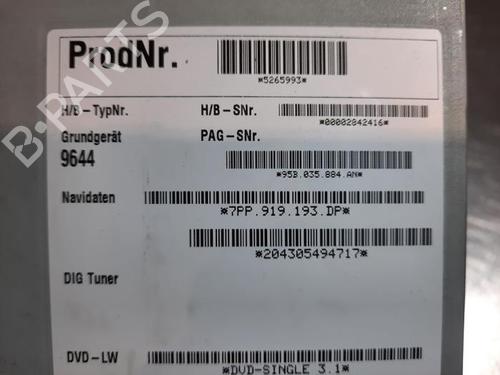 ProdNr.
*5265993*
H/B-TypNr.
H/B-SNr.
*00002842416*
Grundgerät
PAG-SNr.
9644
*95B.035.884.AN*
Navidaten
*7PP.919.193.DP*
*204305494717*
DIG Tuner
DVD-LW
*DVD-SINGLE 3.1*
B-PARTS